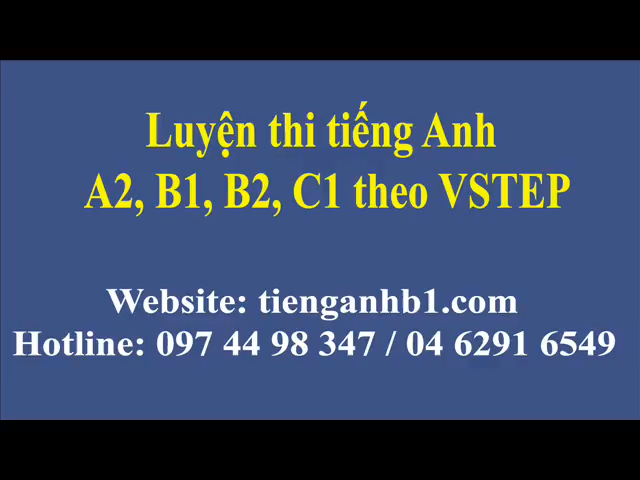 Luyện thi tiếng Anh
A2, B1, B2, C1 theo VSTEP
Website: tienganhb1.com
Hotline: 097 44 98 347 / 04 6291 6549